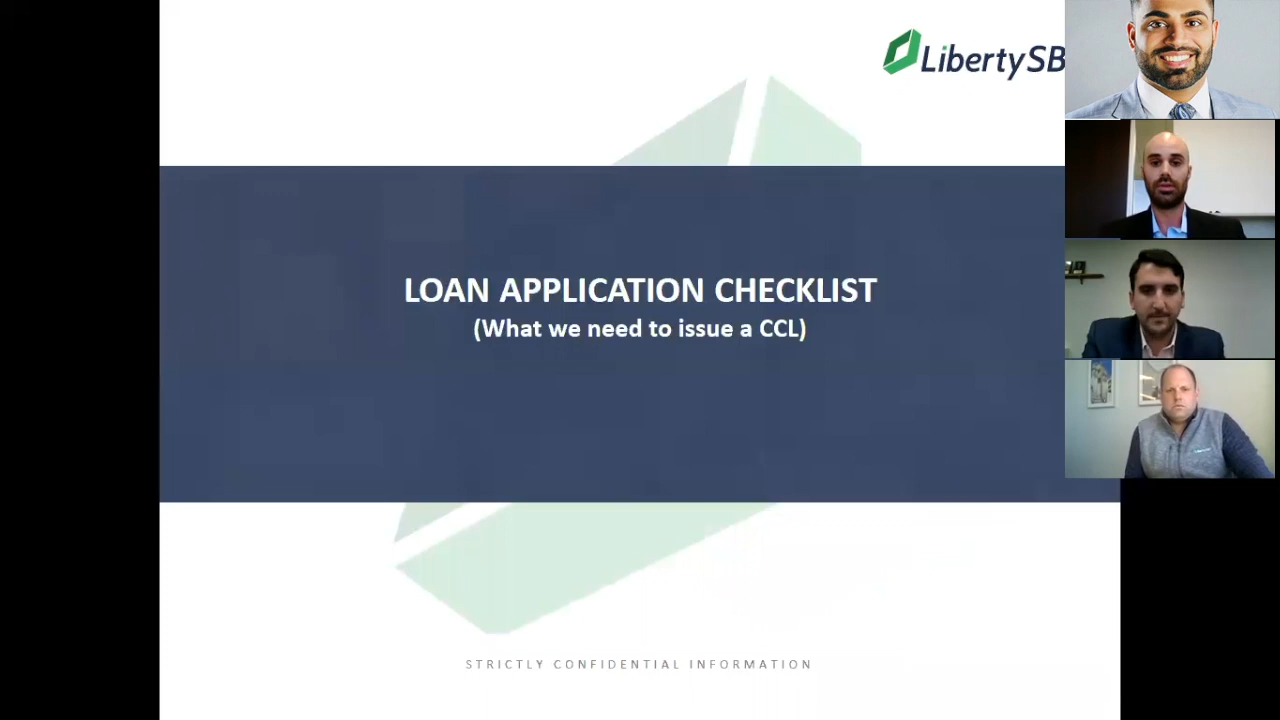 LibertySB
LOAN APPLICATION CHECKLIST
(What we need to issue a CCL)
STRICTLY CONFIDENTIAL INFORMATION